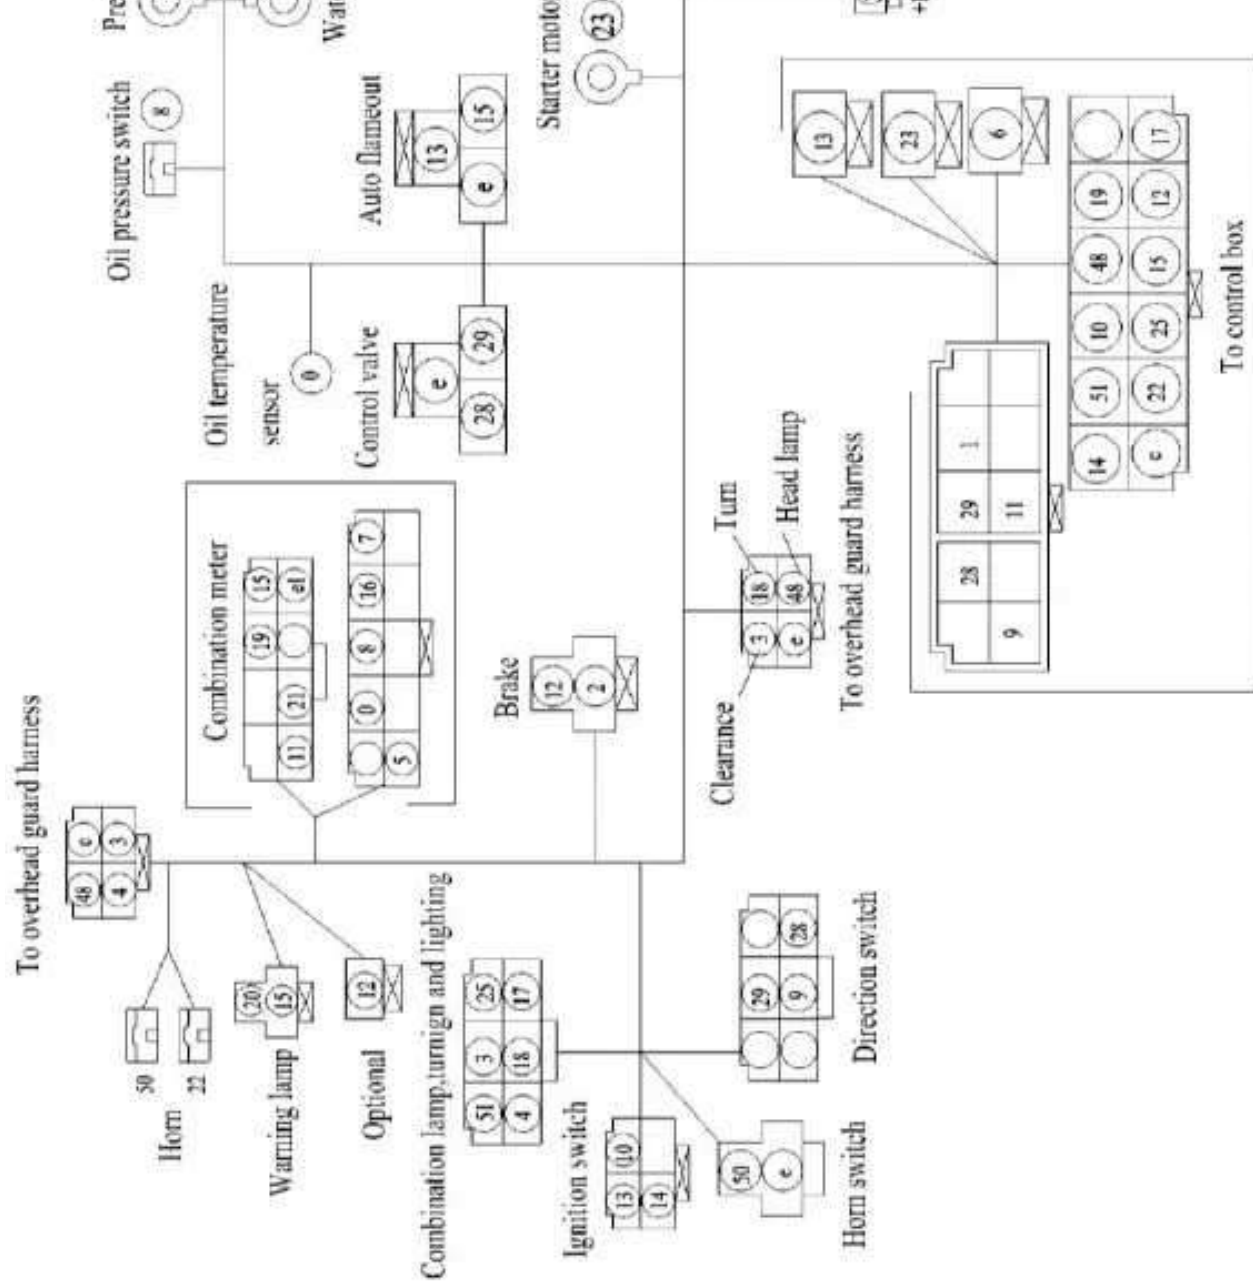 To overhead guard harness
48
e
4
3
50
22
Horn
20
15
Warning lamp
12
Optional
Combination meter
19
15
11
21
el
0
8
16
7
5
Combination lamp,turnign and lighting
51
3
25
4
18
17
Ignition switch
13
10
14
50
e
Horn switch
29
9
28
Direction switch
Brake
12
2
Clearance
Turn
3
18
e
48
Head lamp
To overhead guard harness
Oil pressure switch
8
Oil temperature
sensor
0
Control valve
e
28
29
Auto flameout
13
e
15
Starter moto
23
13
23
6
28
29
1
9
11
14
51
10
48
19
22
25
15
12
17
To control box